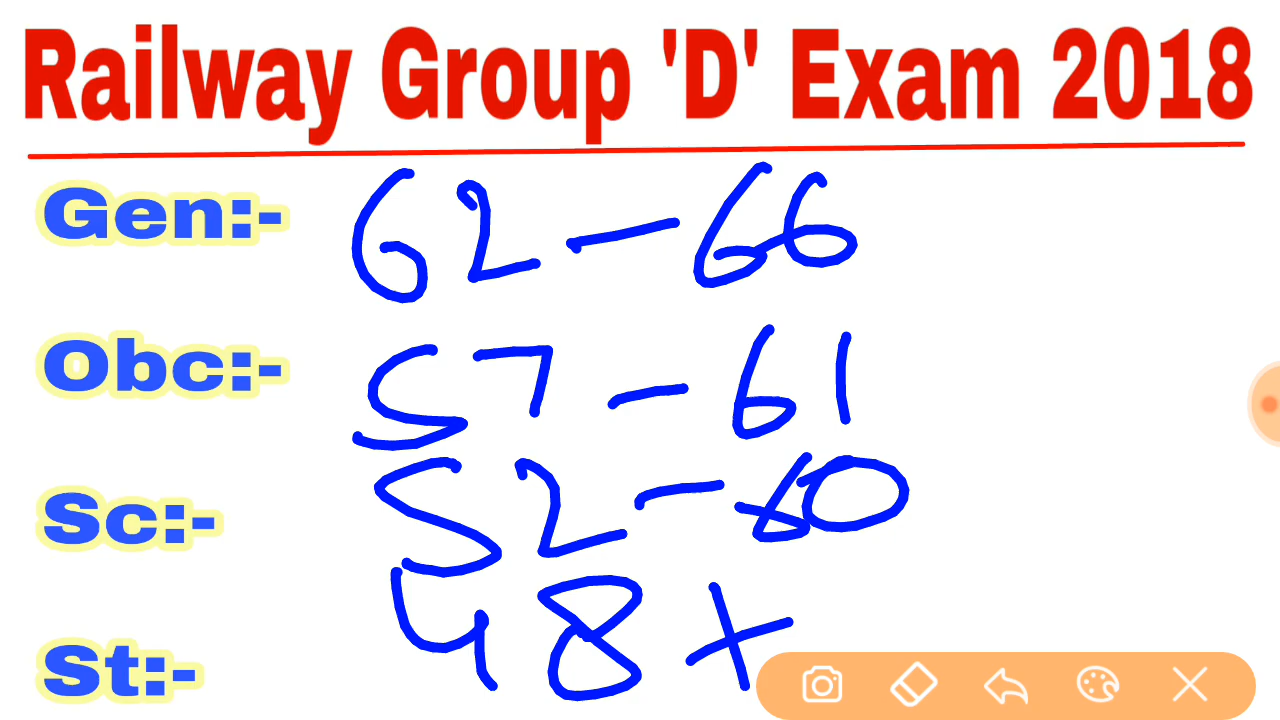 Railway Group 'D' Exam 2018
Gen:- 62 - 66
Obc:- 57 - 61
Sc:- 52 - 60
St:- 48 +